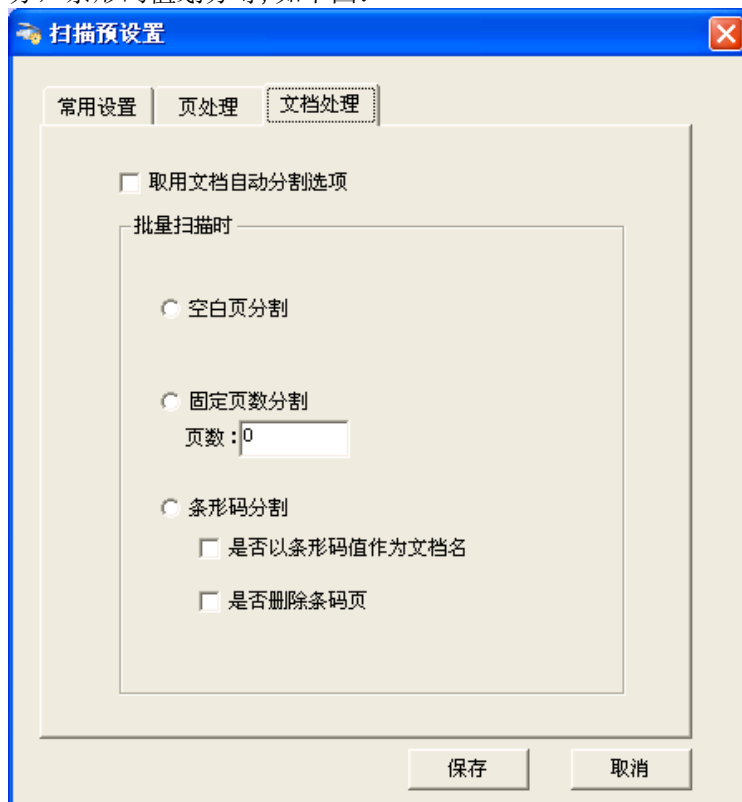 扫描预设置
常用设置 页处理 文档处理
取用文档自动分割选项
批量扫描时
空白页分割
固定页数分割
页数：0
条形码分割
是否以条形码值作为文档名
是否删除条码页
保存 取消